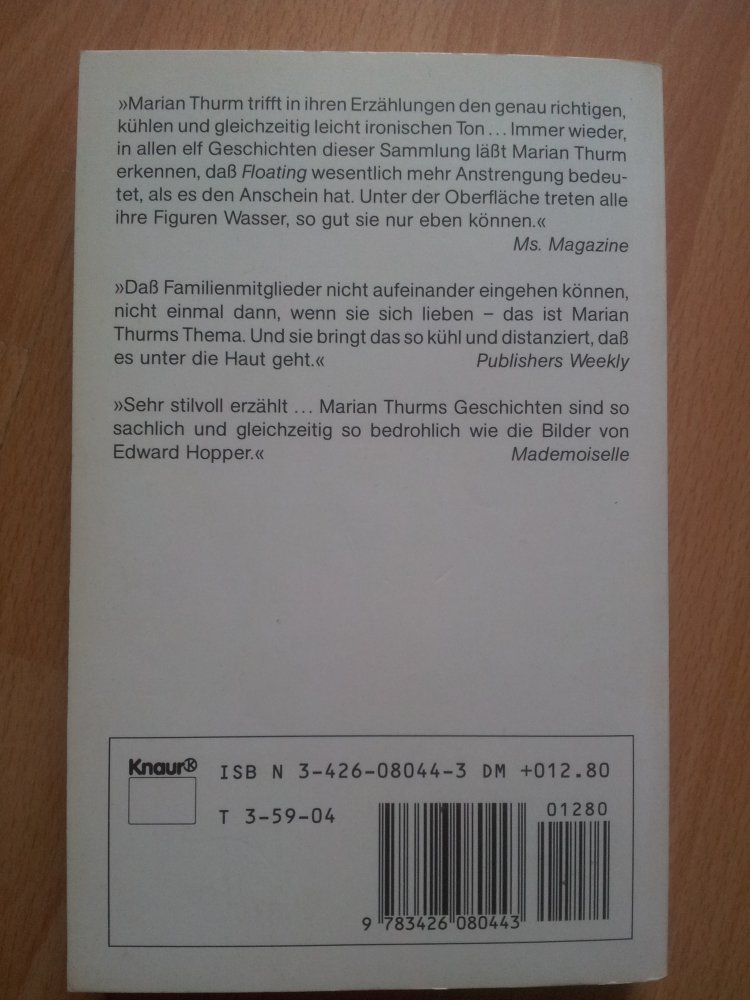 »Marian Thurm trifft in ihren Erzählungen den genau richtigen,
kühlen und gleichzeitig leicht ironischen Ton ... Immer wieder,
in allen elf Geschichten dieser Sammlung läßt Marian Thurm
erkennen, daß Floating wesentlich mehr Anstrengung bedeu-
tet, als es den Anschein hat. Unter der Oberfläche treten alle
ihre Figuren Wasser, so gut sie nur eben können.«
Ms. Magazine
»Daß Familienmitglieder nicht aufeinander eingehen können,
nicht einmal dann, wenn sie sich lieben – das ist Marian
Thurms Thema. Und sie bringt das so kühl und distanziert, daß
es unter die Haut geht.« Publishers Weekly
»Sehr stilvoll erzählt ... Marian Thurms Geschichten sind so
sachlich und gleichzeitig so bedrohlich wie die Bilder von
Edward Hopper.« Mademoiselle
Knaur K ISB N 3-426-08044-3 DM +012.80
T 3-59-04 01280
9 783426 080443